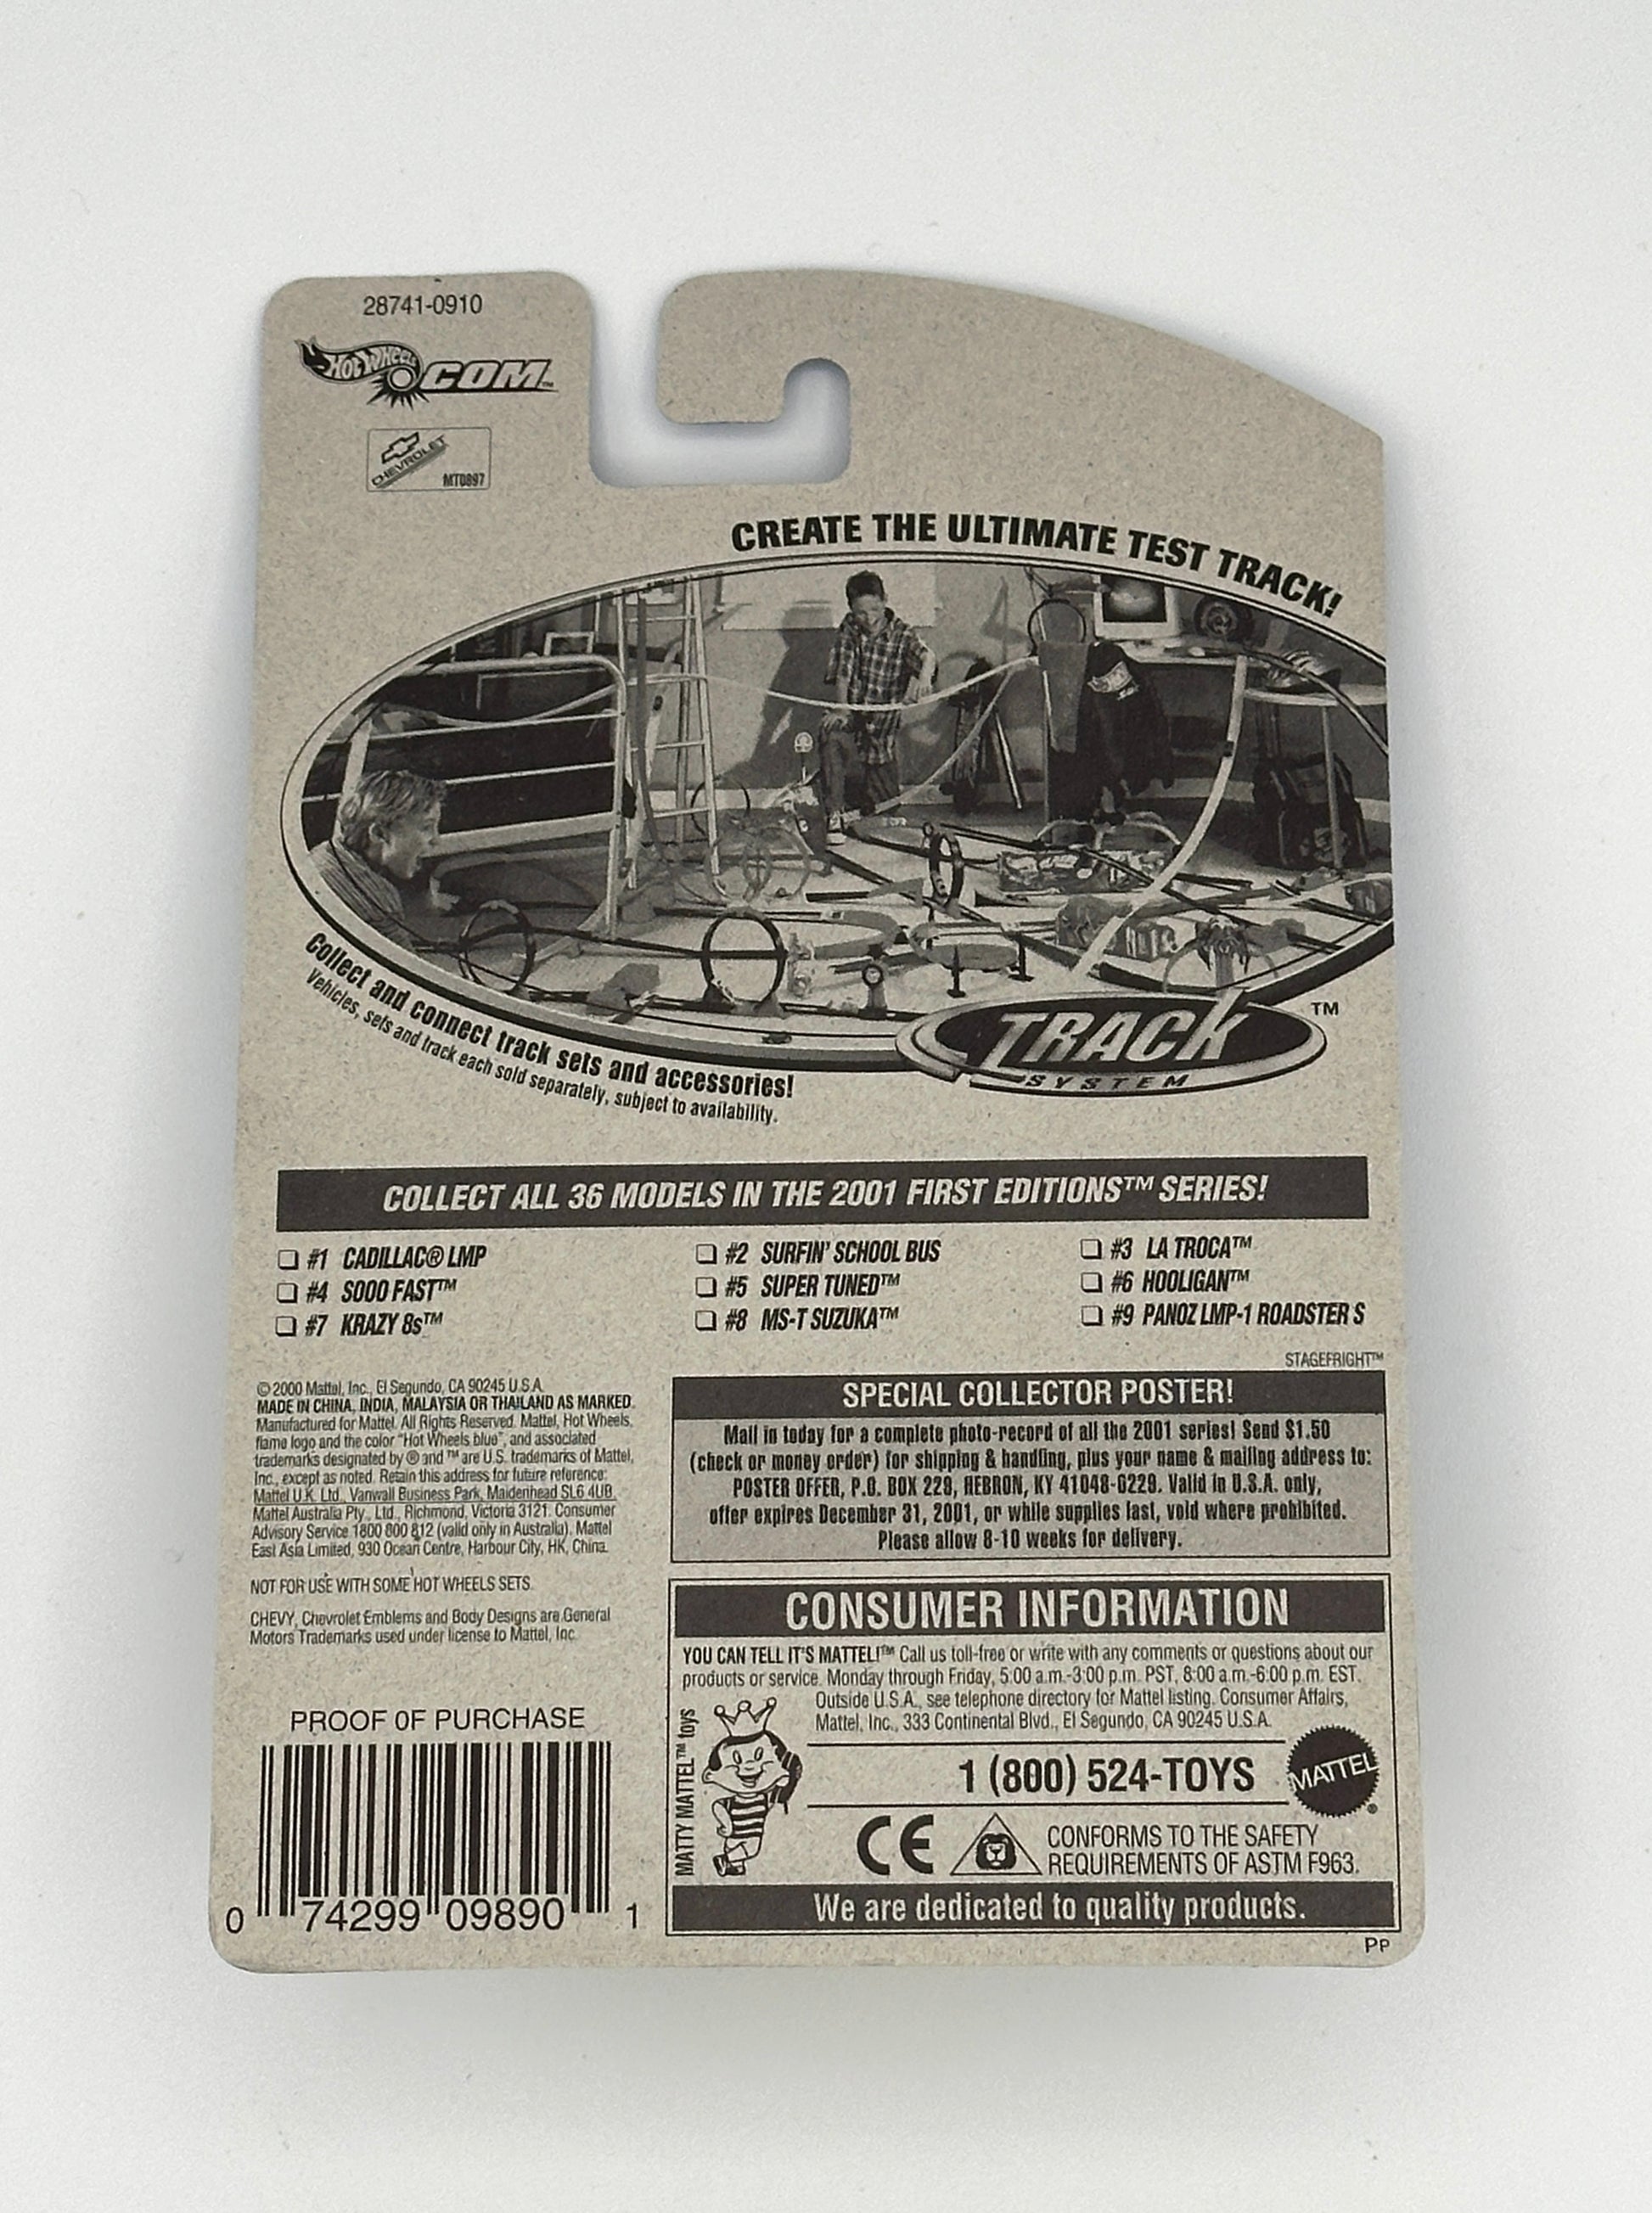 28741-0910
HOT WHEELS .COM™
CHEVROLET
MT0897
CREATE THE ULTIMATE TEST TRACK!
Collect and connect track sets and accessories!
Vehicles, sets and track each sold separately, subject to availability.
TRACK ™
SYSTEM
COLLECT ALL 36 MODELS IN THE 2001 FIRST EDITIONS™ SERIES!
❏ #1 CADILLAC® LMP ❏ #2 SURFIN' SCHOOL BUS ❏ #3 LA TROCA™
❏ #4 SOOO FAST™ ❏ #5 SUPER TUNED™ ❏ #6 HOOLIGAN™
❏ #7 KRAZY 8s™ ❏ #8 MS-T SUZUKA™ ❏ #9 PANOZ LMP-1 ROADSTER S
STAGEFRIGHT™
© 2000 Mattel, Inc., El Segundo, CA 90245 U.S.A.
MADE IN CHINA, INDIA, MALAYSIA OR THAILAND AS MARKED.
Manufactured for Mattel. All Rights Reserved. Mattel, Hot Wheels,
flame logo and the color "Hot Wheels blue", and associated
trademarks designated by ® and ™ are U.S. trademarks of Mattel,
Inc., except as noted. Retain this address for future reference:
Mattel U.K. Ltd., Vanwall Business Park, Maidenhead SL6 4UB.
Mattel Australia Pty., Ltd., Richmond, Victoria 3121. Consumer
Advisory Service 1800 800 812 (valid only in Australia). Mattel
East Asia Limited, 930 Ocean Centre, Harbour City, HK, China.
NOT FOR USE WITH SOME HOT WHEELS SETS.
CHEVY, Chevrolet Emblems and Body Designs are General
Motors Trademarks used under license to Mattel, Inc.
SPECIAL COLLECTOR POSTER!
Mail in today for a complete photo-record of all the 2001 series! Send $1.50
(check or money order) for shipping & handling, plus your name & mailing address to:
POSTER OFFER, P.O. BOX 229, HEBRON, KY 41048-0229. Valid in U.S.A. only,
offer expires December 31, 2001, or while supplies last, void where prohibited.
Please allow 8-10 weeks for delivery.
CONSUMER INFORMATION
YOU CAN TELL IT'S MATTEL!™ Call us toll-free or write with any comments or questions about our
products or service. Monday through Friday, 5:00 a.m.-3:00 p.m. PST, 8:00 a.m.-6:00 p.m. EST.
Outside U.S.A., see telephone directory for Mattel listing. Consumer Affairs,
Mattel, Inc., 333 Continental Blvd., El Segundo, CA 90245 U.S.A.
MATTY MATTEL™ toys
1 (800) 524-TOYS
MATTEL®
CE
CONFORMS TO THE SAFETY
REQUIREMENTS OF ASTM F963.
We are dedicated to quality products.
PROOF OF PURCHASE
0 74299 09890 1
PP